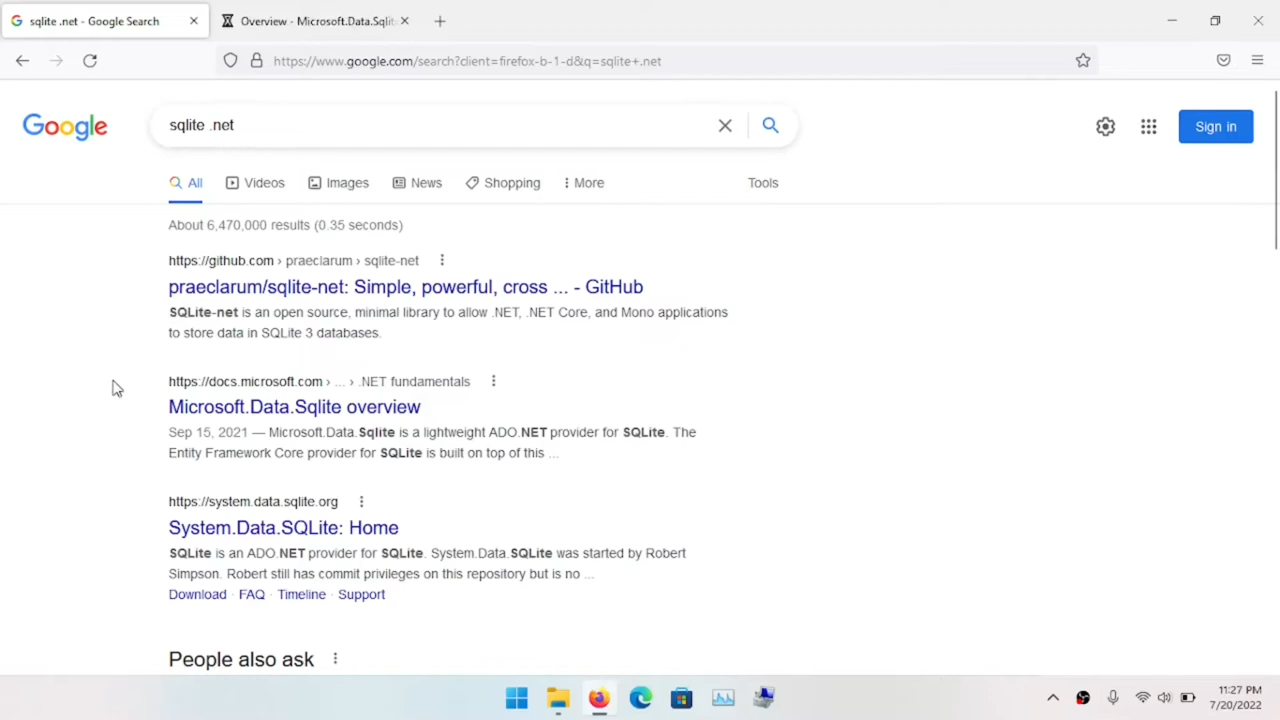 sqlite .net - Google Search
Overview - Microsoft.Data.Sqlit
https://www.google.com/search?client=firefox-b-1-d&q=sqlite+.net
Google
sqlite .net
Sign in
All
Videos
Images
News
Shopping
More
Tools
About 6,470,000 results (0.35 seconds)
https://github.com › praeclarum › sqlite-net
praeclarum/sqlite-net: Simple, powerful, cross ... - GitHub
SQLite-net is an open source, minimal library to allow .NET, .NET Core, and Mono applications
to store data in SQLite 3 databases.
https://docs.microsoft.com › ... › .NET fundamentals
Microsoft.Data.Sqlite overview
Sep 15, 2021 — Microsoft.Data.Sqlite is a lightweight ADO.NET provider for SQLite. The
Entity Framework Core provider for SQLite is built on top of this ...
https://system.data.sqlite.org
System.Data.SQLite: Home
SQLite is an ADO.NET provider for SQLite. System.Data.SQLite was started by Robert
Simpson. Robert still has commit privileges on this repository but is no ...
Download · FAQ · Timeline · Support
People also ask
11:27 PM
7/20/2022